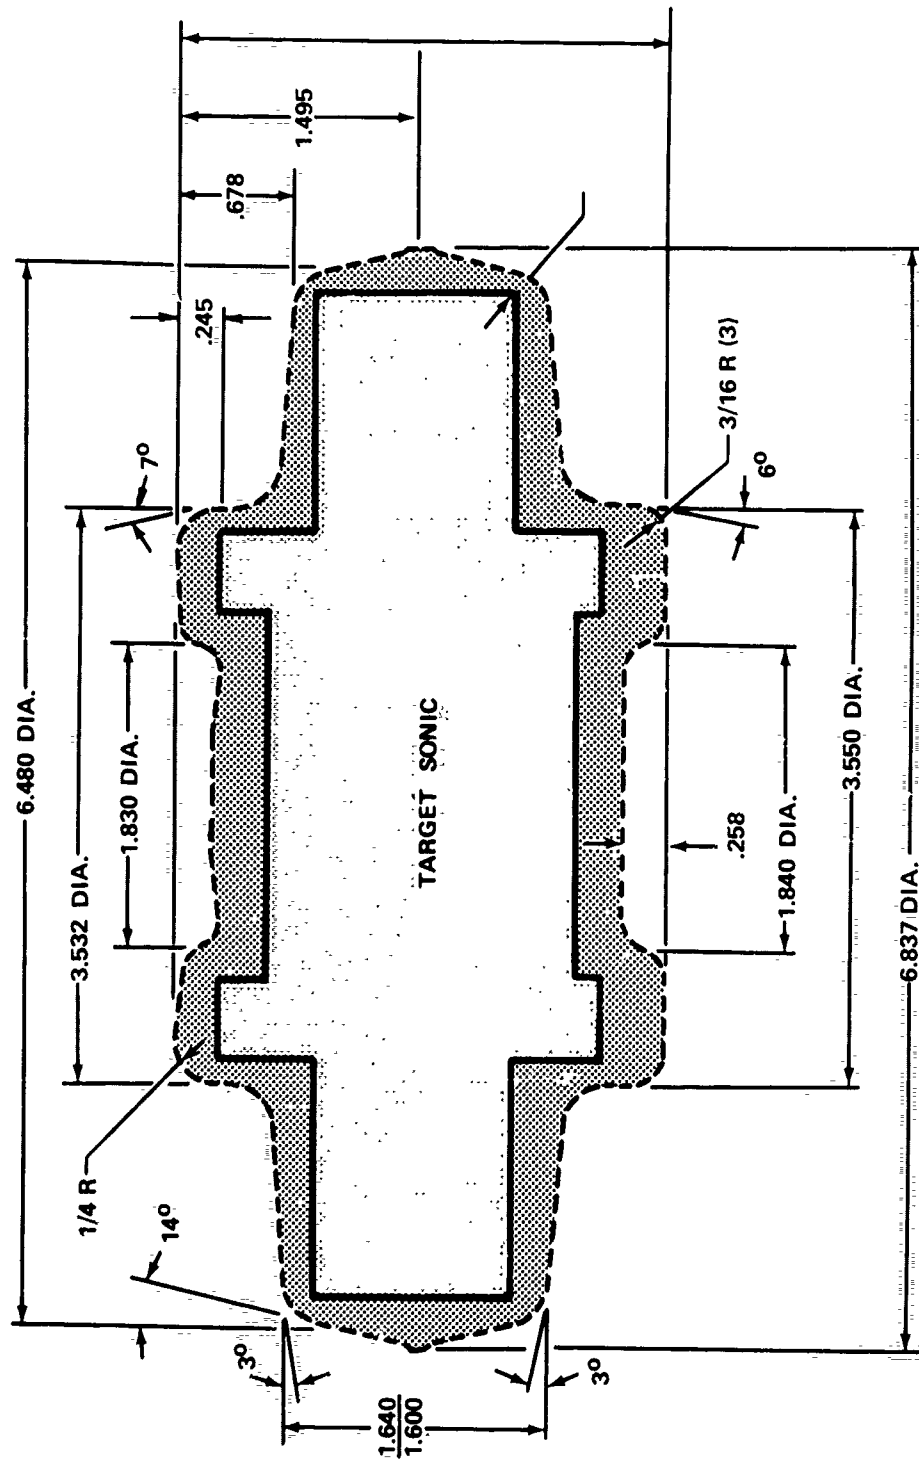 6.480 DIA.
3.532 DIA.
1.830 DIA.
1/4 R
14°
7°
.245
.678
1.495
3°
1.640
1.600
3°
TARGET SONIC
.258
1.840 DIA.
3.550 DIA.
6.837 DIA.
3/16 R (3)
6°